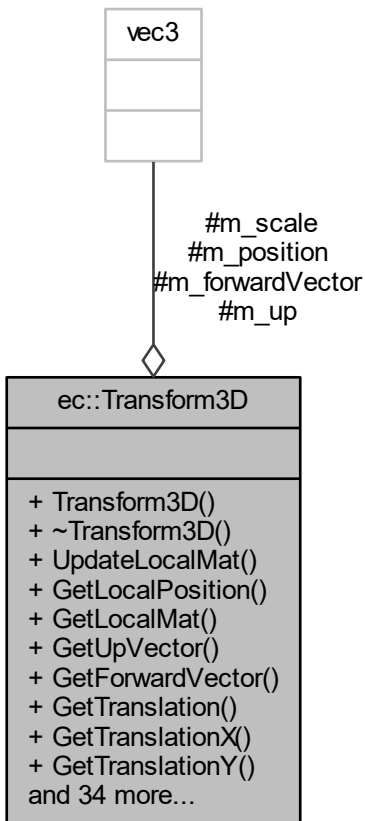 vec3
#m_scale
#m_position
#m_forwardVector
#m_up
ec::Transform3D
+ Transform3D()
+ ~Transform3D()
+ UpdateLocalMat()
+ GetLocalPosition()
+ GetLocalMat()
+ GetUpVector()
+ GetForwardVector()
+ GetTranslation()
+ GetTranslationX()
+ GetTranslationY()
and 34 more...